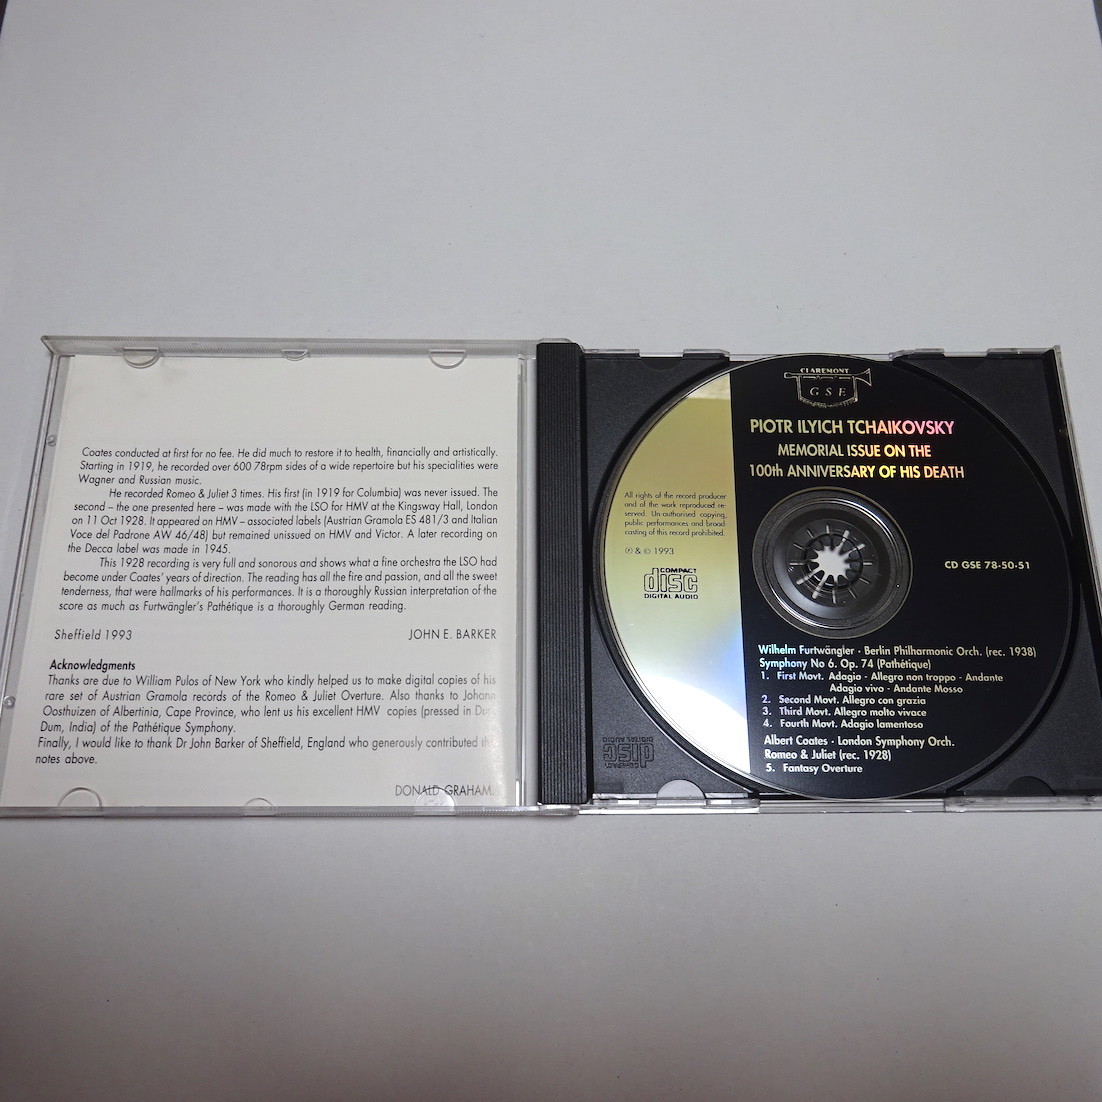 Coates conducted at first for no fee. He did much to restore it to health, financially and artistically.
Starting in 1919, he recorded over 600 78rpm sides of a wide repertoire but his specialities were
Wagner and Russian music.
He recorded Romeo & Juliet 3 times. His first (in 1919 for Columbia) was never issued. The
second – the one presented here – was made with the LSO for HMV at the Kingsway Hall, London
on 11 Oct 1928. It appeared on HMV – associated labels (Austrian Gramola ES 481/3 and Italian
Voce del Padrone AW 46/48) but remained unissued on HMV and Victor. A later recording on
the Decca label was made in 1945.
This 1928 recording is very full and sonorous and shows what a fine orchestra the LSO had
become under Coates' years of direction. The reading has all the fire and passion, and all the sweet
tenderness, that were hallmarks of his performances. It is a thoroughly Russian interpretation of the
score as much as Furtwängler's Pathétique is a thoroughly German reading.
Sheffield 1993 JOHN E. BARKER
Acknowledgments
Thanks are due to William Pulos of New York who kindly helped us to make digital copies of his
rare set of Austrian Gramola records of the Romeo & Juliet Overture. Also thanks to Johann
Oosthuizen of Albertinia, Cape Province, who lent us his excellent HMV copies (pressed in Dum
Dum, India) of the Pathétique Symphony.
Finally, I would like to thank Dr John Barker of Sheffield, England who generously contributed the
notes above.
DONALD GRAHAM.
CLAREMONT
GSE
PIOTR ILYICH TCHAIKOVSKY
MEMORIAL ISSUE ON THE
100th ANNIVERSARY OF HIS DEATH
All rights of the record producer
and of the work reproduced re-
served. Un-authorised copying,
public performances and broad-
casting of this record prohibited.
℗ & © 1993
COMPACT
disc
DIGITAL AUDIO
CD GSE 78-50-51
Wilhelm Furtwängler · Berlin Philharmonic Orch. (rec. 1938)
Symphony No 6. Op. 74 (Pathétique)
1. First Movt. Adagio - Allegro non troppo - Andante
Adagio vivo - Andante Mosso
2. Second Movt. Allegro con grazia
3. Third Movt. Allegro molto vivace
4. Fourth Movt. Adagio lamentoso
Albert Coates · London Symphony Orch.
Romeo & Juliet (rec. 1928)
5. Fantasy Overture
COMPACT
disc
DIGITAL AUDIO